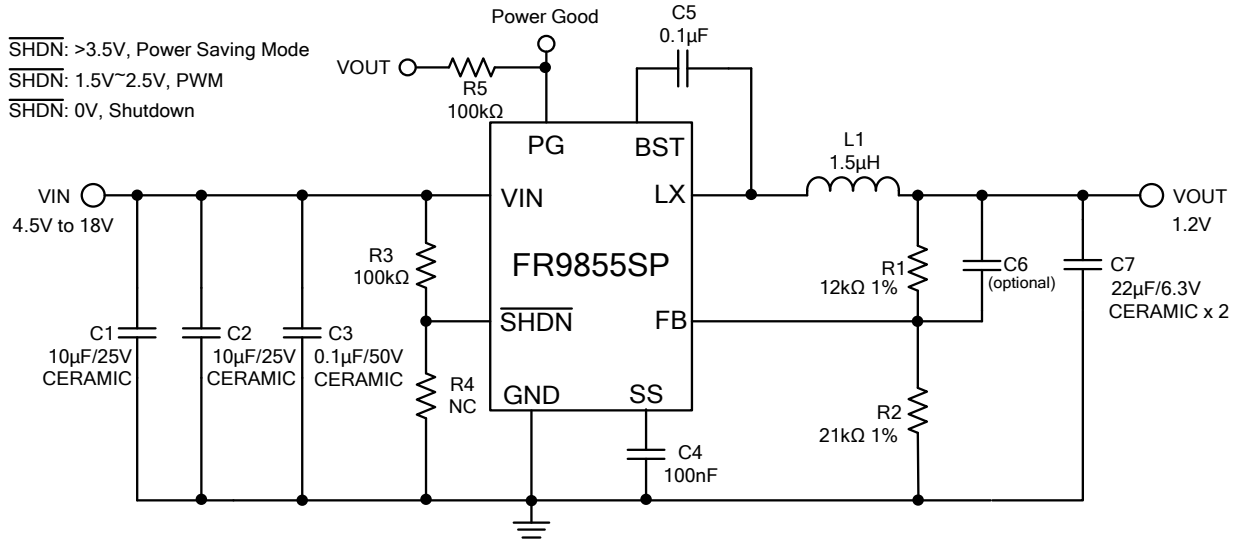 Power Good
C5
0.1µF
SHDN: >3.5V, Power Saving Mode
SHDN: 1.5V~2.5V, PWM
SHDN: 0V, Shutdown
VOUT
R5
100kΩ
PG
BST
L1
1.5µH
VIN
4.5V to 18V
VIN
LX
VOUT
1.2V
R3
100kΩ
FR9855SP
R1
12kΩ 1%
C6
(optional)
C7
22µF/6.3V
CERAMIC x 2
SHDN
FB
C1
10µF/25V
CERAMIC
C2
10µF/25V
CERAMIC
C3
0.1µF/50V
CERAMIC
R4
NC
GND
SS
R2
21kΩ 1%
C4
100nF